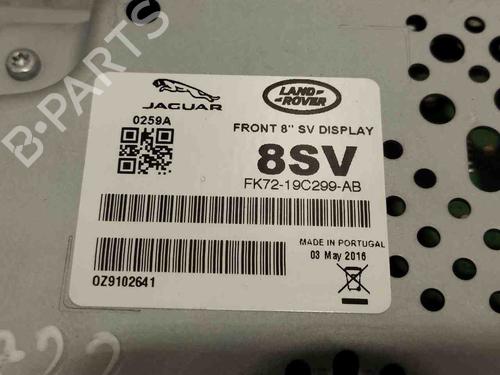 B-PARTS
JAGUAR
LAND
ROVER
0259A
FRONT 8" SV DISPLAY
8SV
FK72-19C299-AB
MADE IN PORTUGAL
03 May 2016
0Z9102641